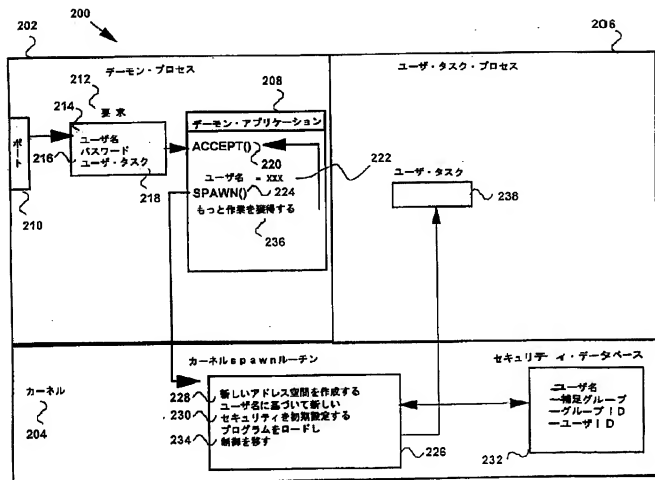 200
202
206
デーモン・プロセス
ユーザ・タスク・プロセス
212
208
214
要求
デーモン・アプリケーション
ポート
ユーザ名
216
パスワード
ユーザ・タスク
218
210
ACCEPT()
220
222
ユーザ名 = XXX
SPAWN()
224
もっと作業を獲得する
236
ユーザ・タスク
238
カーネルspawnルーチン
セキュリティ・データベース
カーネル
204
228 新しいアドレス空間を作成する
ユーザ名に基づいて新しい
230 セキュリティを初期設定する
プログラムをロードし
234 制御を移す
226
ーユーザ名
ー補足グループ
ーグループID
ーユーザID
232